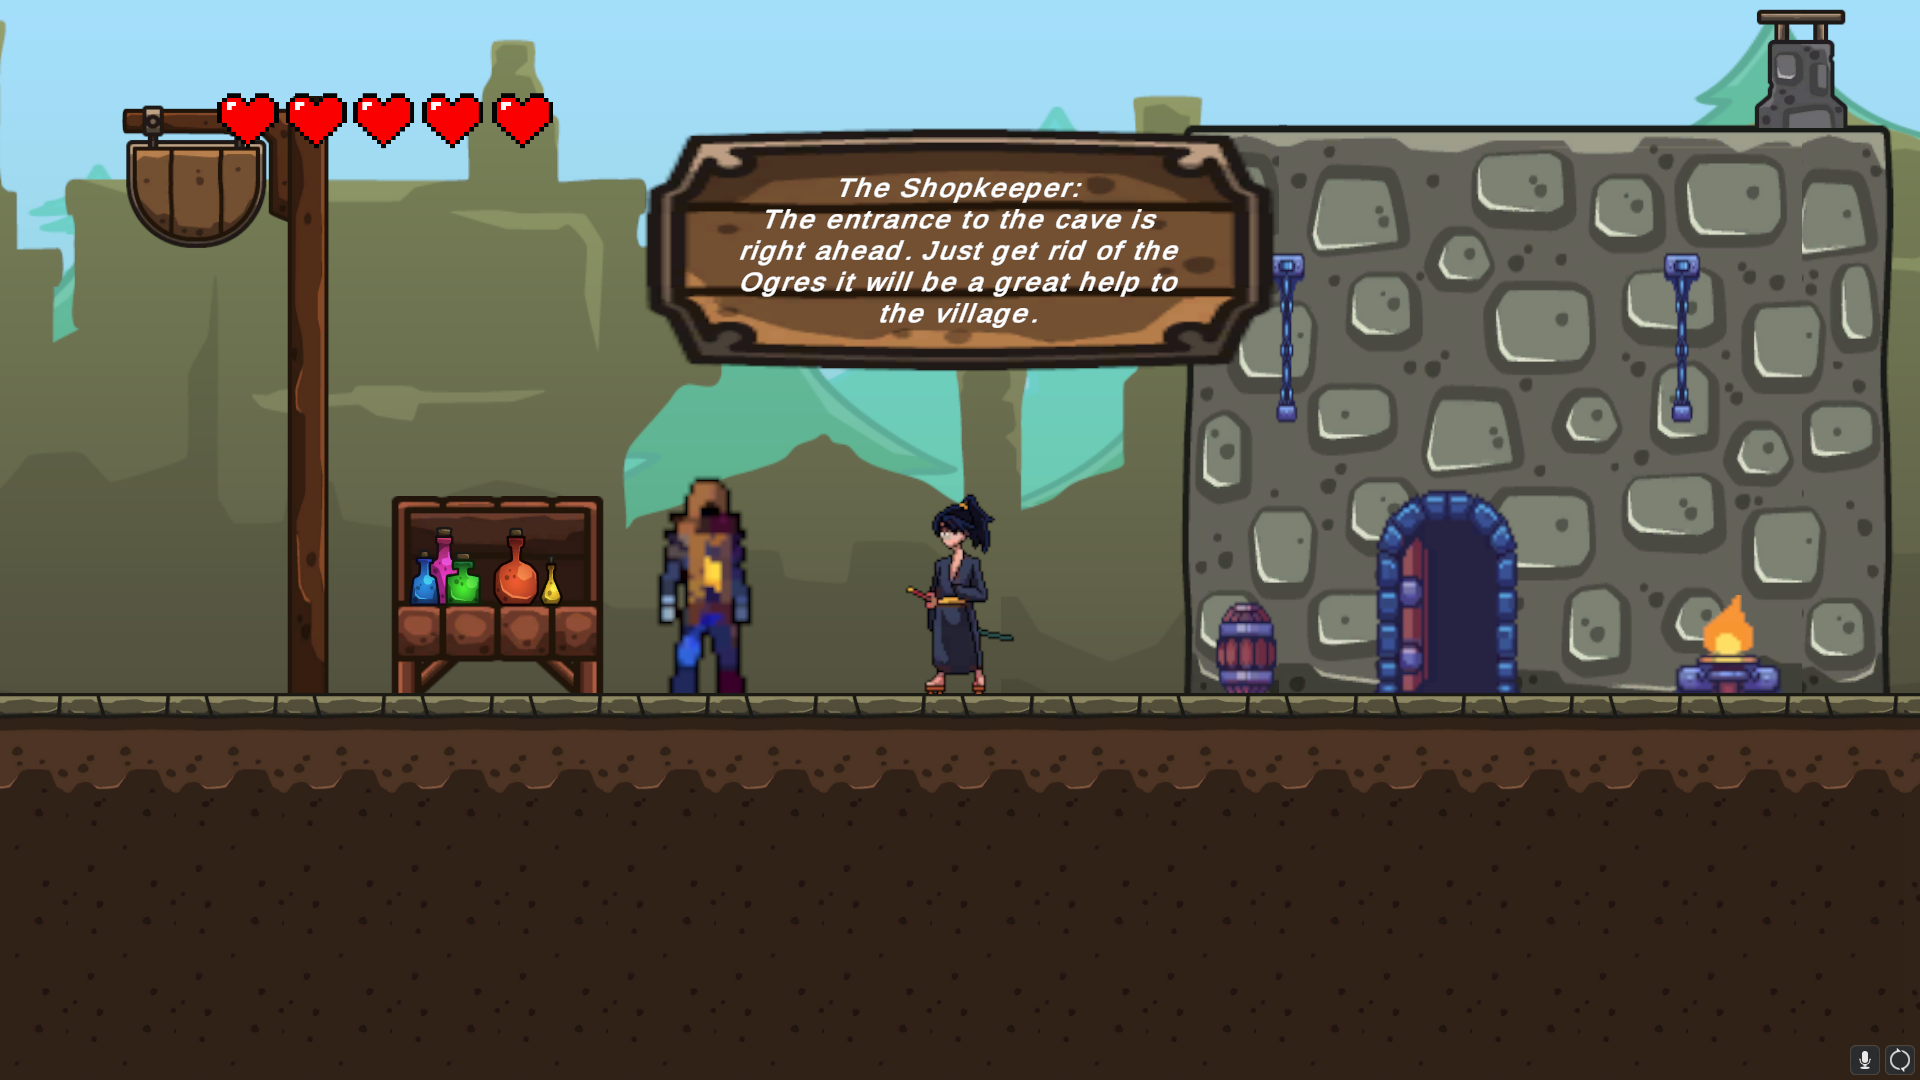 The Shopkeeper:
The entrance to the cave is
right ahead. Just get rid of the
Ogres it will be a great help to
the village.